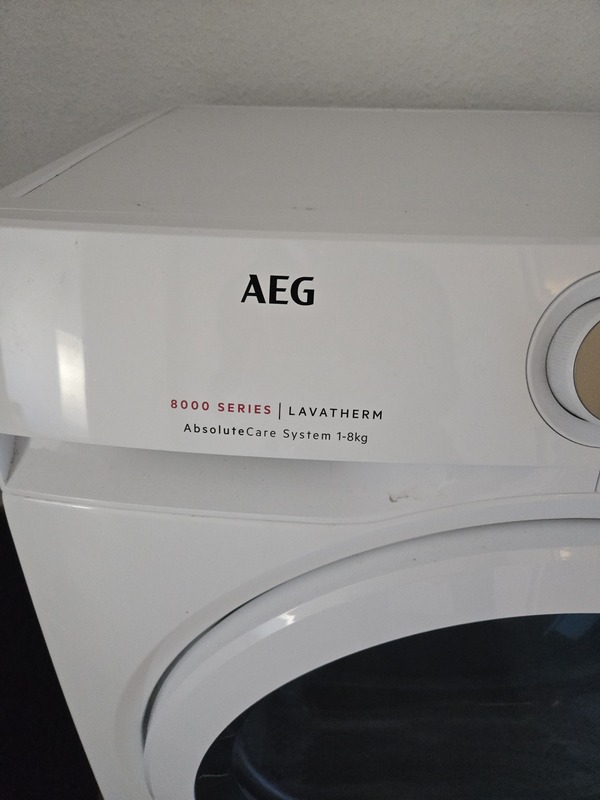 AEG
8000 SERIES | LAVATHERM
AbsoluteCare System 1-8kg